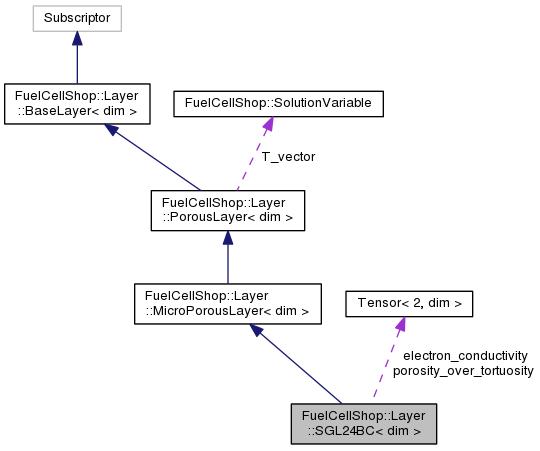 Subscriptor
FuelCellShop::Layer
::BaseLayer< dim >
FuelCellShop::SolutionVariable
T_vector
FuelCellShop::Layer
::PorousLayer< dim >
FuelCellShop::Layer
::MicroPorousLayer< dim >
Tensor< 2, dim >
electron_conductivity
porosity_over_tortuosity
FuelCellShop::Layer
::SGL24BC< dim >